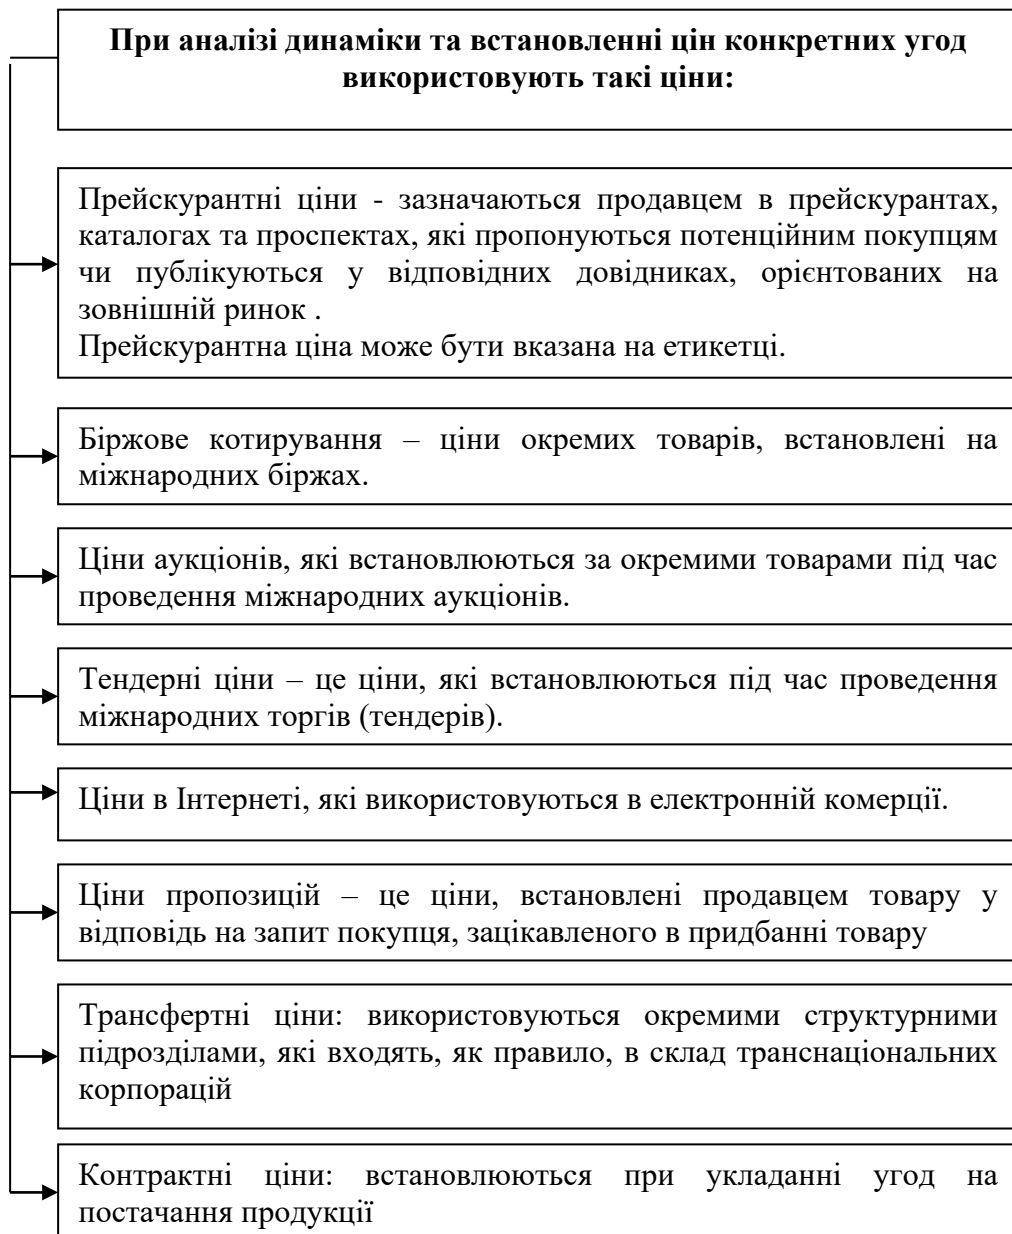 При аналізі динаміки та встановленні цін конкретних угод
використовують такі ціни:
Прейскурантні ціни - зазначаються продавцем в прейскурантах,
каталогах та проспектах, які пропонуються потенційним покупцям
чи публікуються у відповідних довідниках, орієнтованих на
зовнішній ринок .
Прейскурантна ціна може бути вказана на етикетці.
Біржове котирування – ціни окремих товарів, встановлені на
міжнародних біржах.
Ціни аукціонів, які встановлюються за окремими товарами під час
проведення міжнародних аукціонів.
Тендерні ціни – це ціни, які встановлюються під час проведення
міжнародних торгів (тендерів).
Ціни в Інтернеті, які використовуються в електронній комерції.
Ціни пропозицій – це ціни, встановлені продавцем товару у
відповідь на запит покупця, зацікавленого в придбанні товару
Трансфертні ціни: використовуються окремими структурними
підрозділами, які входять, як правило, в склад транснаціональних
корпорацій
Контрактні ціни: встановлюються при укладанні угод на
постачання продукції